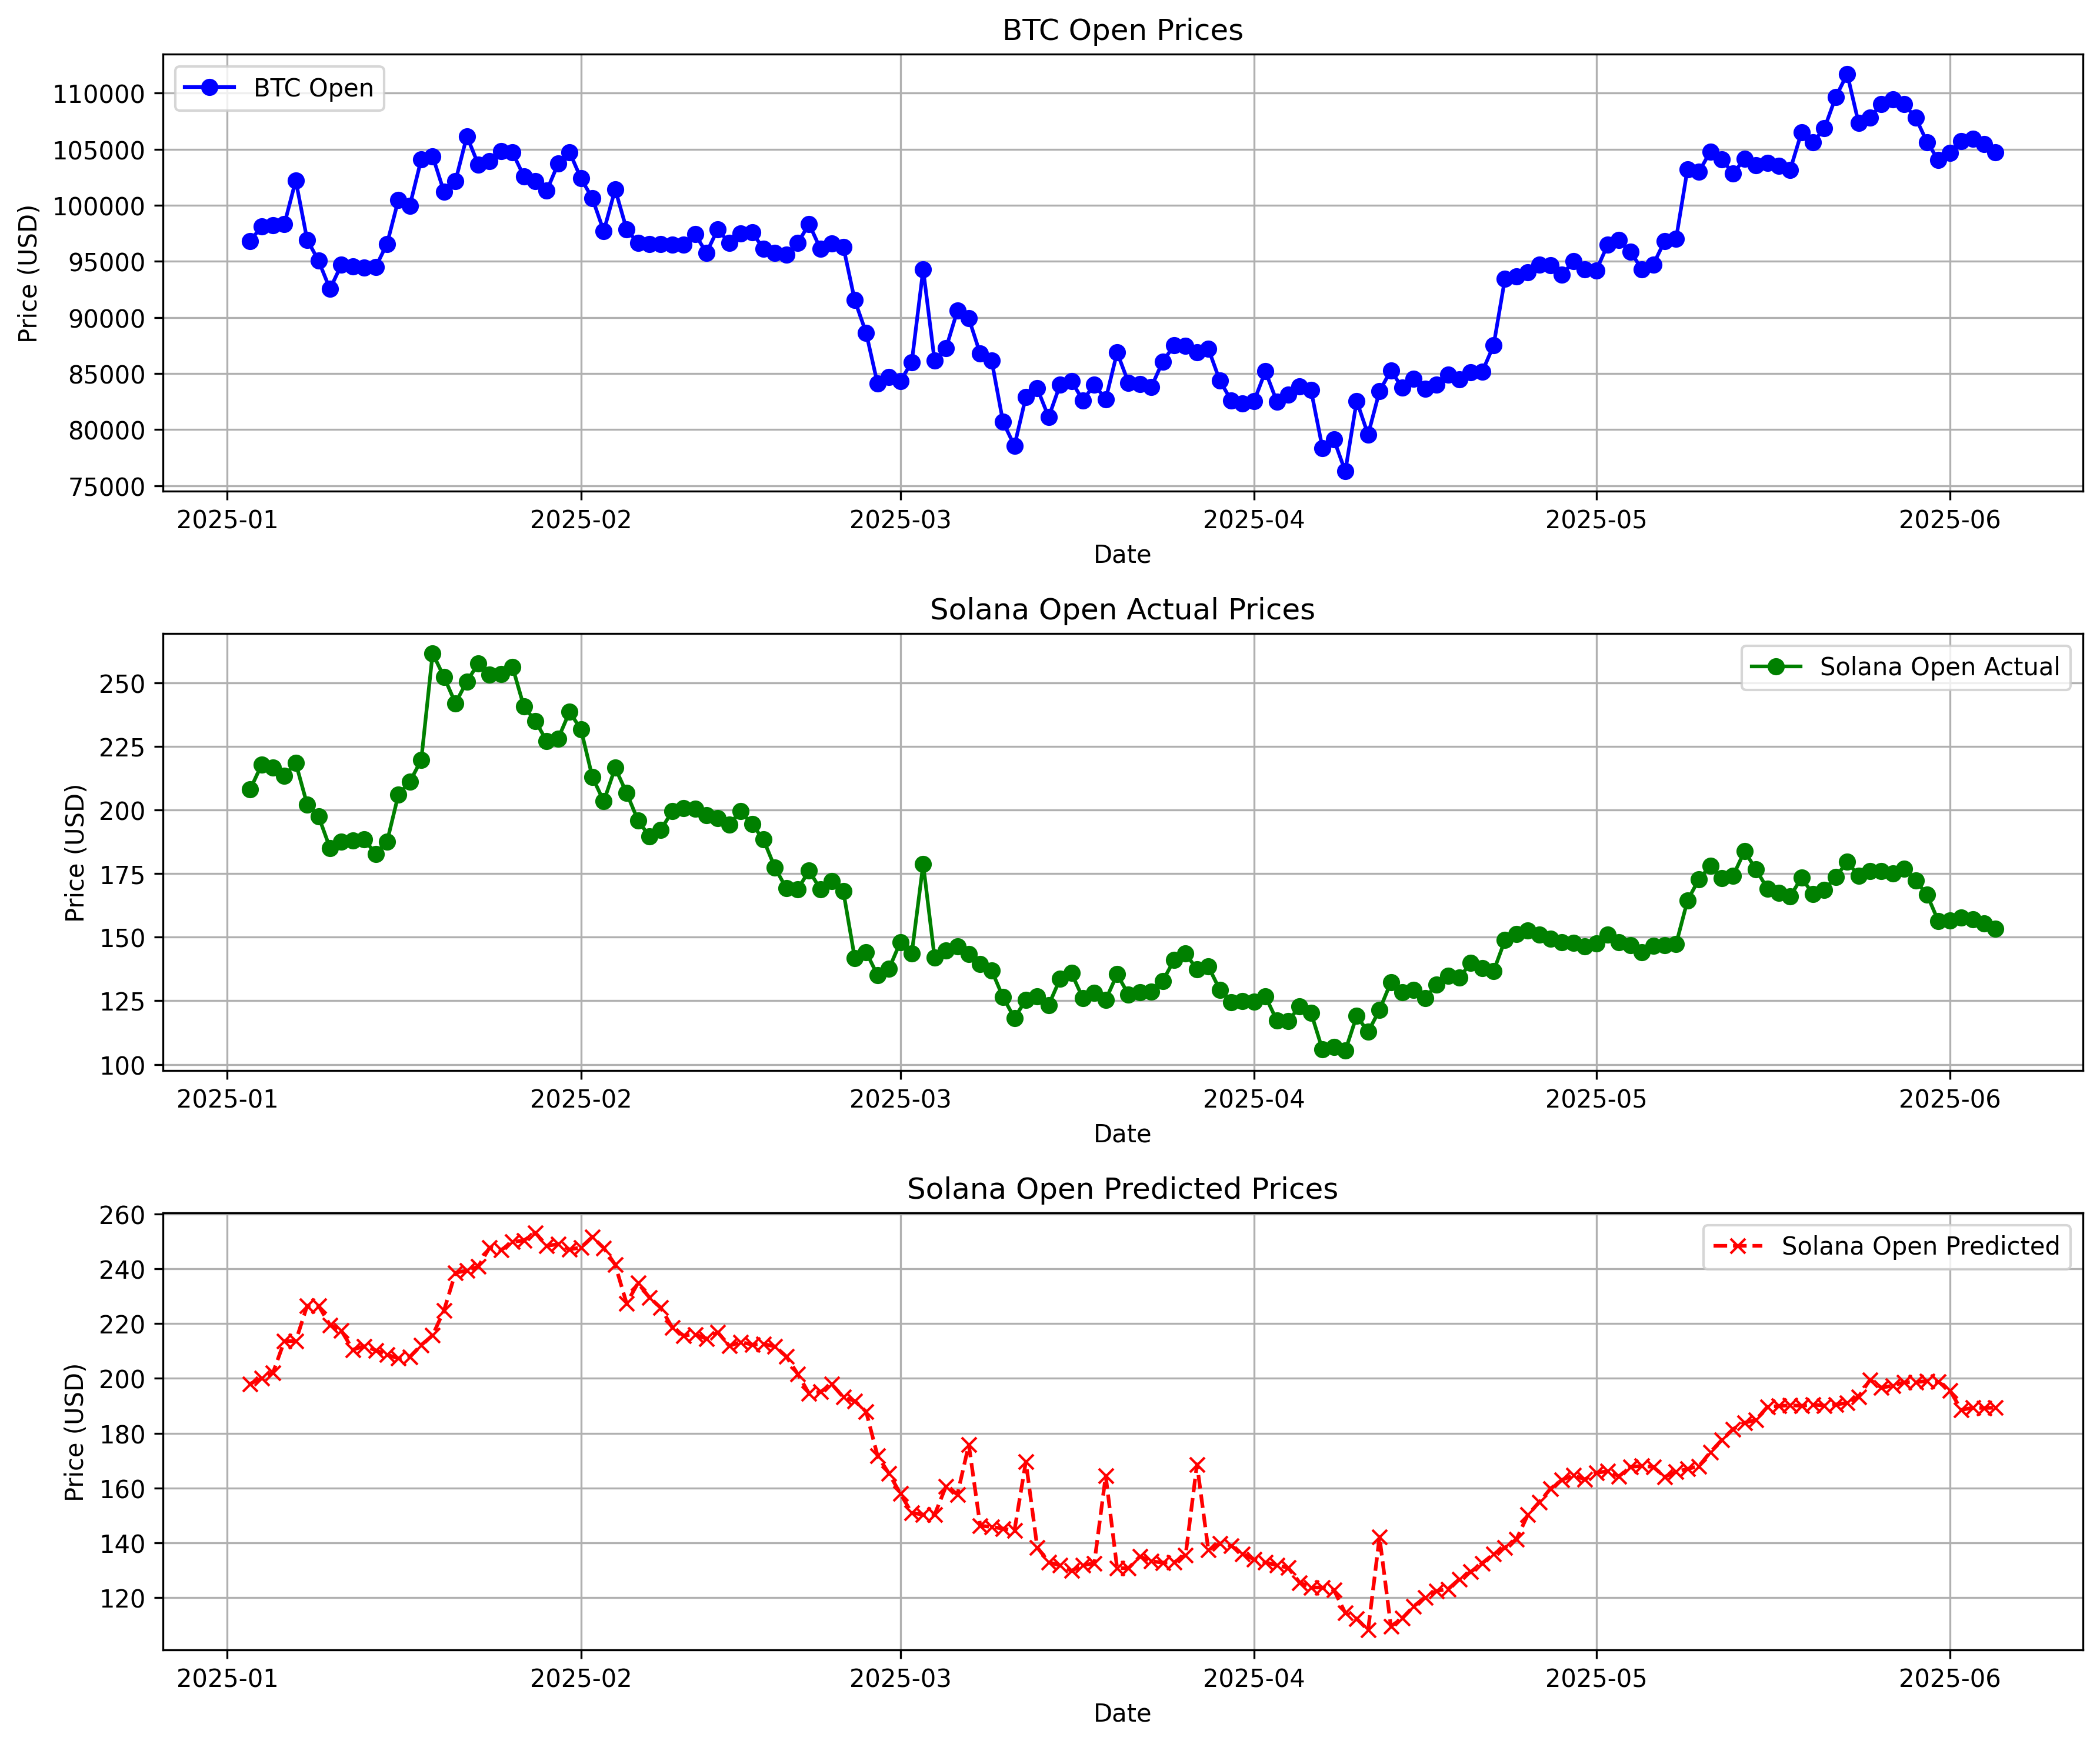 BTC Open Prices
BTC Open
110000
105000
100000
95000
90000
85000
80000
75000
Price (USD)
2025-01 2025-02 2025-03 2025-04 2025-05 2025-06
Date
Solana Open Actual Prices
Solana Open Actual
250
225
200
175
150
125
100
Price (USD)
2025-01 2025-02 2025-03 2025-04 2025-05 2025-06
Date
Solana Open Predicted Prices
Solana Open Predicted
260
240
220
200
180
160
140
120
Price (USD)
2025-01 2025-02 2025-03 2025-04 2025-05 2025-06
Date